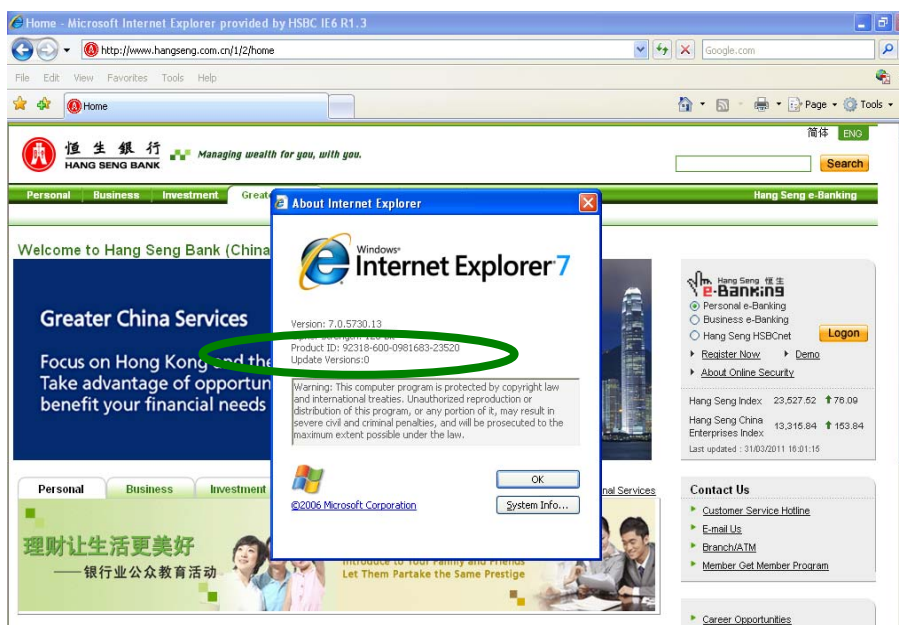 Home - Microsoft Internet Explorer provided by HSBC IE6 R1.3
http://www.hangseng.com.cn/1/2/home
Google.com
File Edit View Favorites Tools Help
Home
Page Tools
简体 ENG
恒生銀行
HANG SENG BANK
Managing wealth for you, with you.
Search
Personal Business Investment Great
Hang Seng e-Banking
Welcome to Hang Seng Bank (China
Greater China Services
Focus on Hong Kong and the
Take advantage of opportun
benefit your financial needs
About Internet Explorer
Windows®
Internet Explorer 7
Version: 7.0.5730.13
Product ID: 92318-600-0981683-23520
Update Versions:0
Warning: This computer program is protected by copyright law
and international treaties. Unauthorized reproduction or
distribution of this program, or any portion of it, may result in
severe civil and criminal penalties, and will be prosecuted to the
maximum extent possible under the law.
©2006 Microsoft Corporation
OK
System Info...
Hang Seng 恒生
e-Banking
Personal e-Banking
Business e-Banking
Hang Seng HSBCnet
Logon
Register Now Demo
About Online Security
Hang Seng Index 23,527.52 76.09
Hang Seng China
Enterprises Index 13,315.84 153.84
Last updated : 31/03/2011 16:01:15
Personal Business Investment
nal Services
理财让生活更美好
——银行业公众教育活动
Introduce to Your Family and Friends
Let Them Partake the Same Prestige
Contact Us
Customer Service Hotline
E-mail Us
Branch/ATM
Member Get Member Program
Career Opportunities